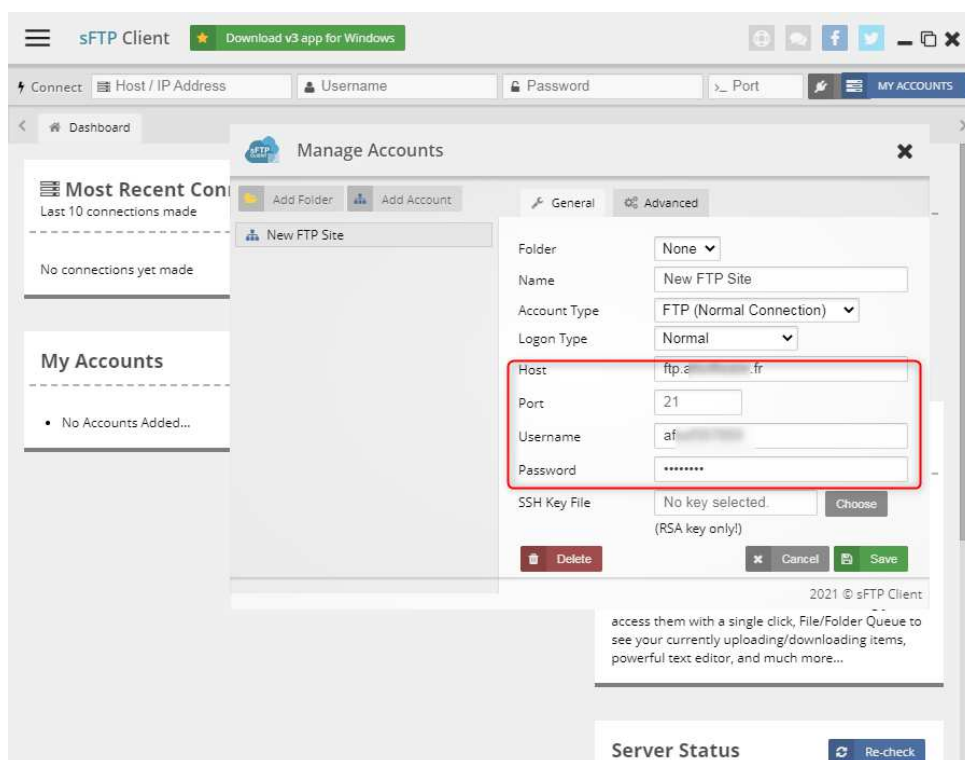 sFTP Client
Download v3 app for Windows
Connect
Host / IP Address
Username
Password
>_ Port
MY ACCOUNTS
Dashboard
Most Recent Con
Last 10 connections made
No connections yet made
My Accounts
No Accounts Added...
Manage Accounts
Add Folder
Add Account
New FTP Site
General
Advanced
Folder
None
Name
New FTP Site
Account Type
FTP (Normal Connection)
Logon Type
Normal
Host
ftp.a .fr
Port
21
Username
af
Password
••••••••
SSH Key File
No key selected.
Choose
(RSA key only!)
Delete
Cancel
Save
2021 © sFTP Client
access them with a single click, File/Folder Queue to
see your currently uploading/downloading items,
powerful text editor, and much more...
Server Status
Re-check